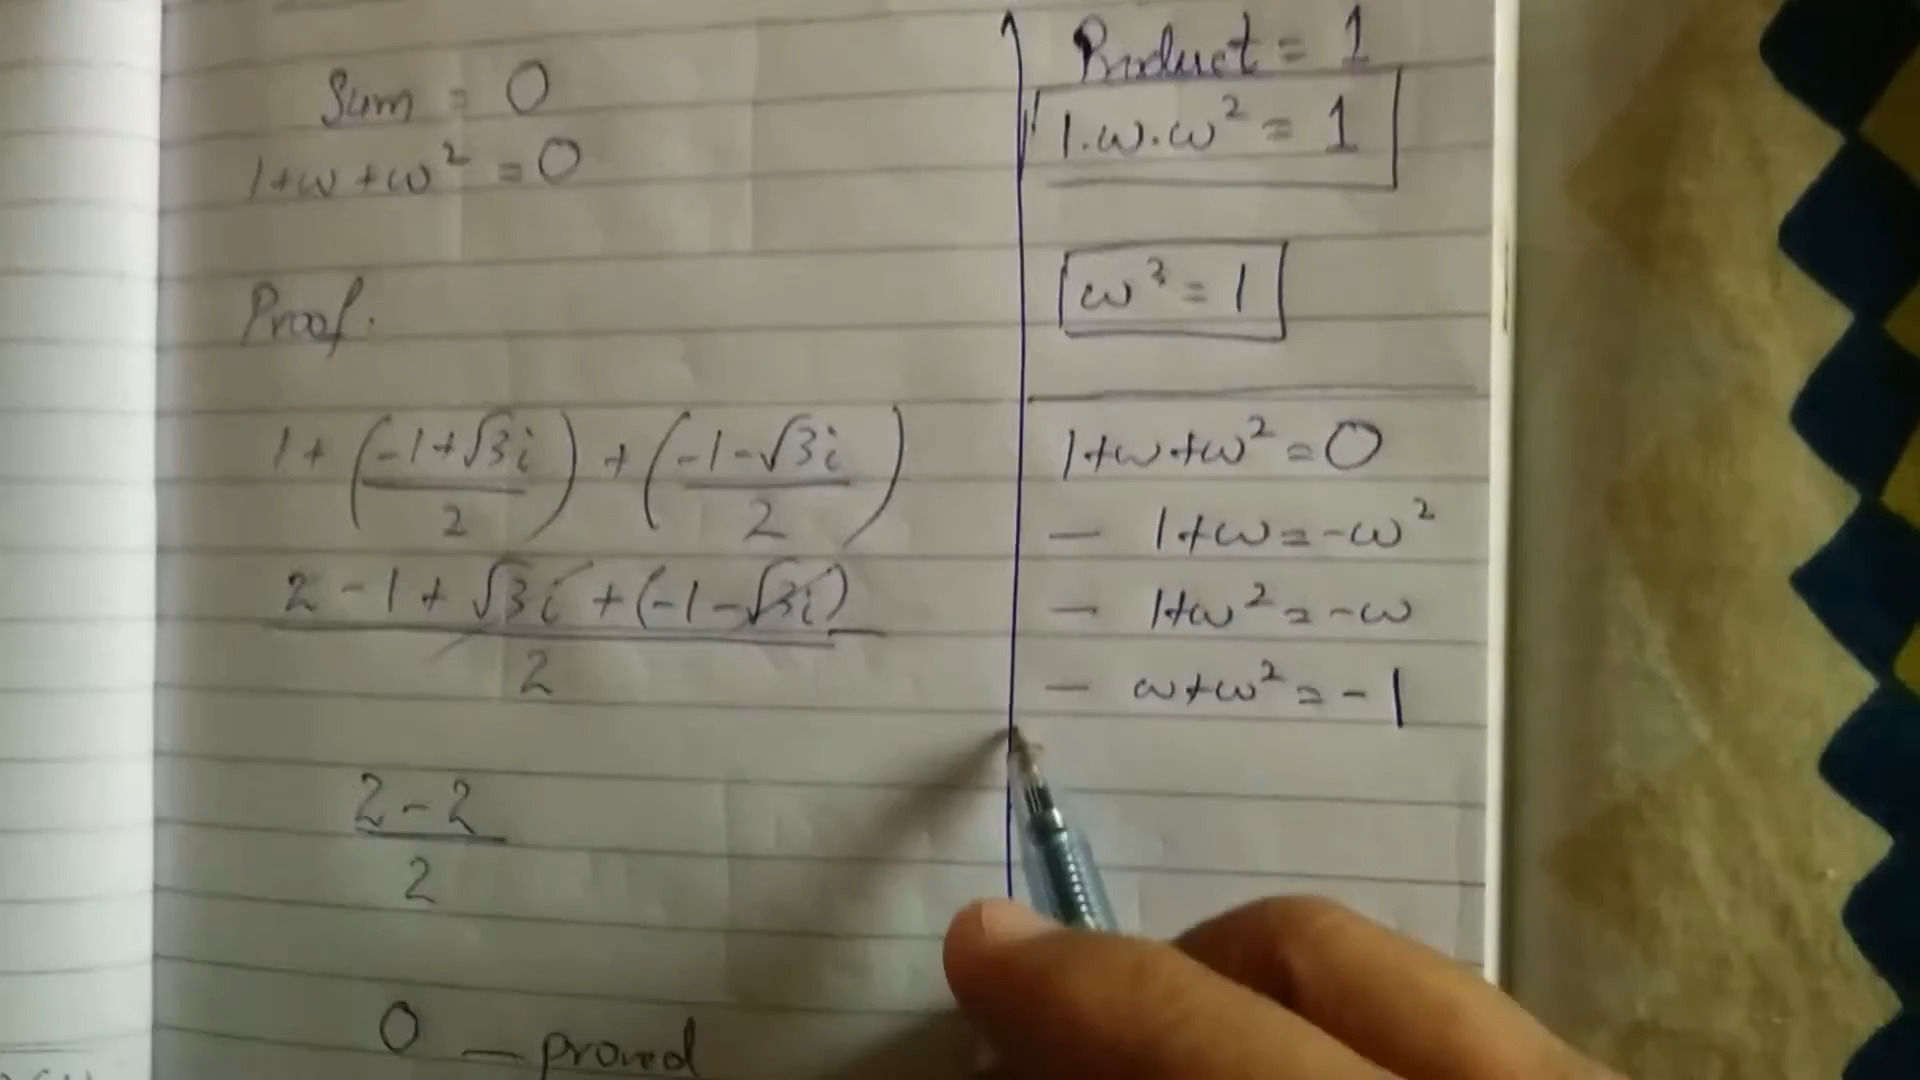 Sum = 0
1+ω+ω² = 0
Proof.
1 + (-1+√3i / 2) + (-1-√3i / 2)
2 - 1 + √3i + (-1-√3i)
2
2 - 2
2
0 — proved
Product = 1
1.ω.ω² = 1
ω³ = 1
1+ω+ω² = 0
— 1+ω = -ω²
— 1+ω² = -ω
— ω+ω² = -1